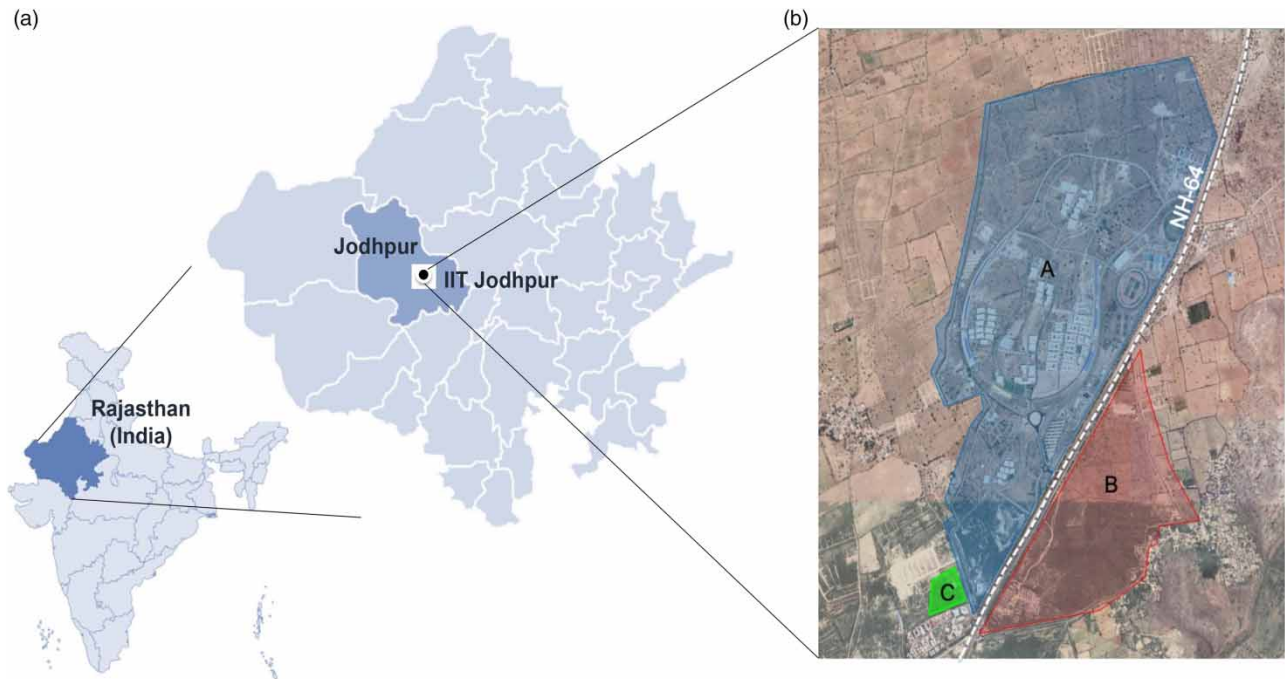 (a)
(b)
Jodhpur
IIT Jodhpur
Rajasthan
(India)
NH-64
A
B
C